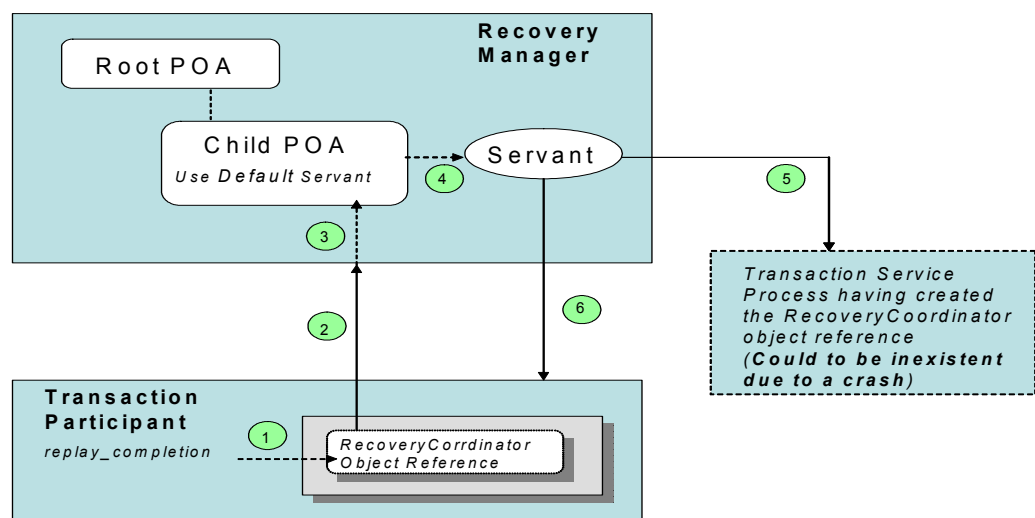 Recovery
Manager
Root POA
Child POA
Use Default Servant
Servant
4
5
3
Transaction Service
Process having created
the RecoveryCoordinator
object reference
(Could to be inexistent
due to a crash)
2
6
Transaction
Participant
replay_completion
1
RecoveryCorrdinator
Object Reference